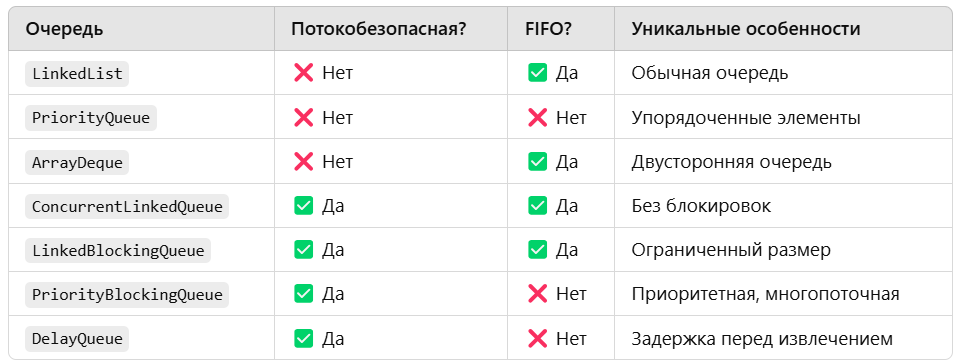 Очередь Потокобезопасная? FIFO? Уникальные особенности
LinkedList ❌ Нет ✅ Да Обычная очередь
PriorityQueue ❌ Нет ❌ Нет Упорядоченные элементы
ArrayDeque ❌ Нет ✅ Да Двусторонняя очередь
ConcurrentLinkedQueue ✅ Да ✅ Да Без блокировок
LinkedBlockingQueue ✅ Да ✅ Да Ограниченный размер
PriorityBlockingQueue ✅ Да ❌ Нет Приоритетная, многопоточная
DelayQueue ✅ Да ❌ Нет Задержка перед извлечением